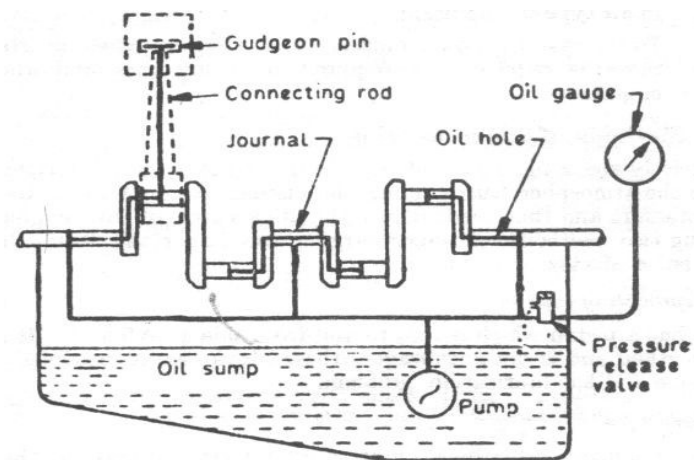 Gudgeon pin
Connecting rod
Oil gauge
Journal
Oil hole
Oil sump
Pump
Pressure
release
valve